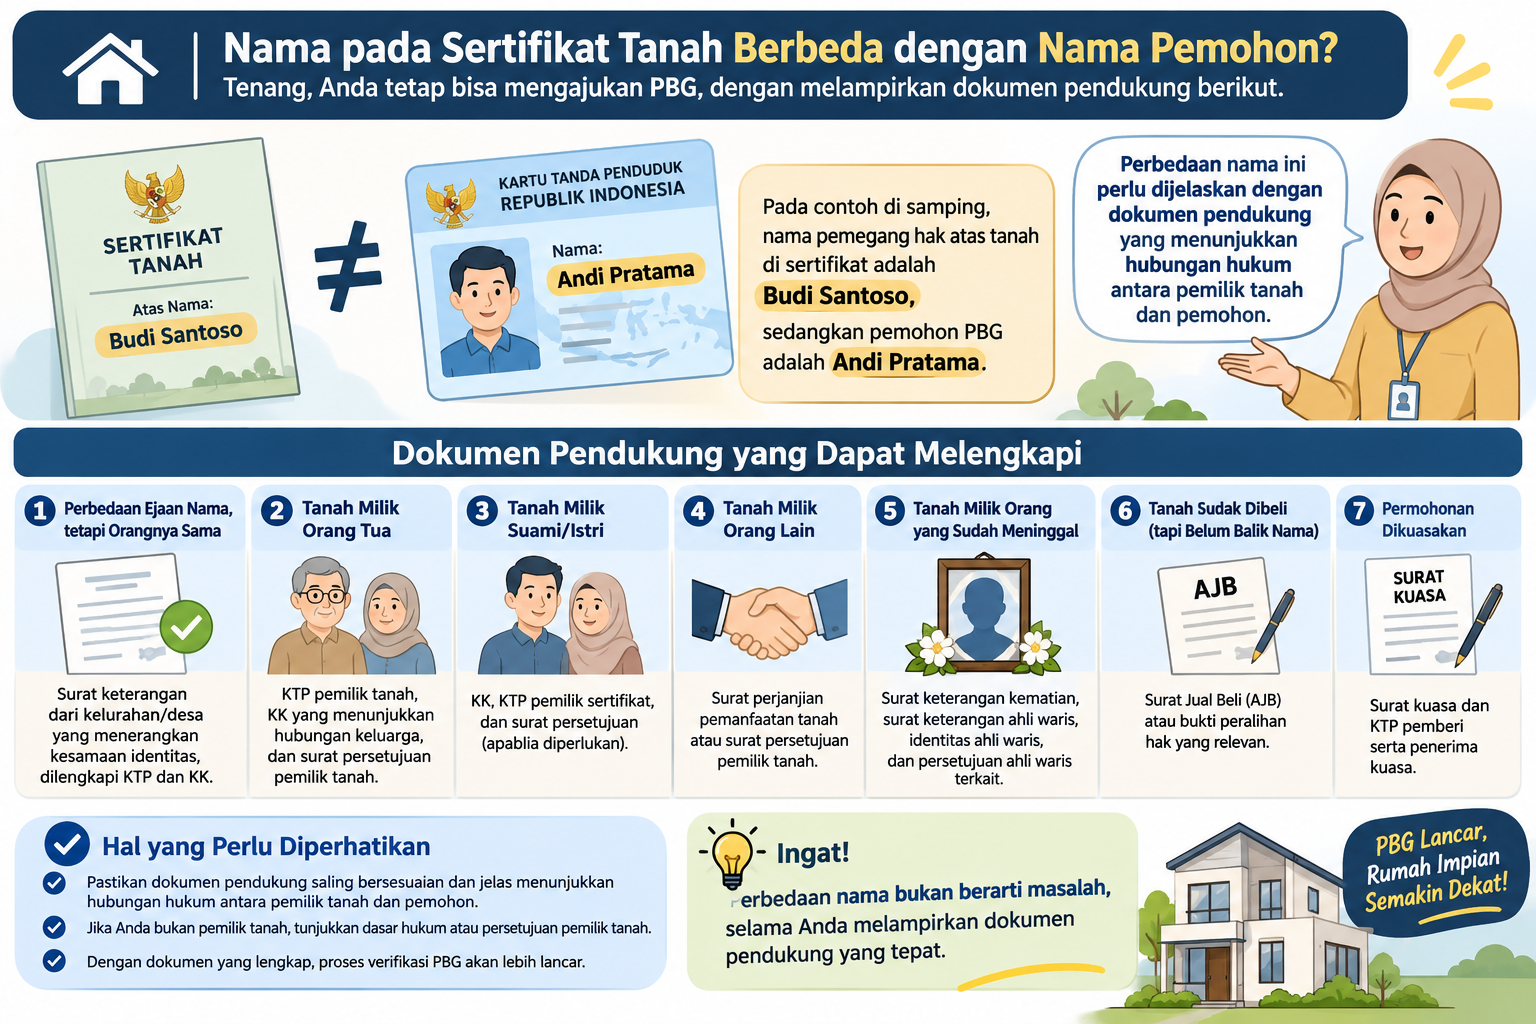 Nama pada Sertifikat Tanah Berbeda dengan Nama Pemohon?
Tenang, Anda tetap bisa mengajukan PBG, dengan melampirkan dokumen pendukung berikut.
SERTIFIKAT
TANAH
Atas Nama:
Budi Santoso
≠
KARTU TANDA PENDUDUK
REPUBLIK INDONESIA
Nama:
Andi Pratama
Pada contoh di samping,
nama pemegang hak atas tanah
di sertifikat adalah
Budi Santoso,
sedangkan pemohon PBG
adalah Andi Pratama.
Perbedaan nama ini
perlu dijelaskan dengan
dokumen pendukung
yang menunjukkan
hubungan hukum
antara pemilik tanah
dan pemohon.
Dokumen Pendukung yang Dapat Melengkapi
1 Perbedaan Ejaan Nama,
tetapi Orangnya Sama
Surat keterangan
dari kelurahan/desa
yang menerangkan
kesamaan identitas,
dilengkapi KTP dan KK.
2 Tanah Milik
Orang Tua
KTP pemilik tanah,
KK yang menunjukkan
hubungan keluarga,
dan surat persetujuan
pemilik tanah.
3 Tanah Milik
Suami/Istri
KK, KTP pemilik sertifikat,
dan surat persetujuan
(apablia diperlukan).
4 Tanah Milik
Orang Lain
Surat perjanjian
pemanfaatan tanah
atau surat persetujuan
pemilik tanah.
5 Tanah Milik Orang
yang Sudah Meninggal
Surat keterangan kematian,
surat keterangan ahli waris,
identitas ahli waris,
dan persetujuan ahli waris
terkait.
6 Tanah Sudak Dibeli
(tapi Belum Balik Nama)
AJB
Surat Jual Beli (AJB)
atau bukti peralihan
hak yang relevan.
7 Permohonan
Dikuasakan
SURAT
KUASA
Surat kuasa dan
KTP pemberi
serta penerima
kuasa.
Hal yang Perlu Diperhatikan
Pastikan dokumen pendukung saling bersesuaian dan jelas menunjukkan
hubungan hukum antara pemilik tanah dan pemohon.
Jika Anda bukan pemilik tanah, tunjukkan dasar hukum atau persetujuan pemilik tanah.
Dengan dokumen yang lengkap, proses verifikasi PBG akan lebih lancar.
Ingat!
Perbedaan nama bukan berarti masalah,
selama Anda melampirkan dokumen
pendukung yang tepat.
PBG Lancar,
Rumah Impian
Semakin Dekat!